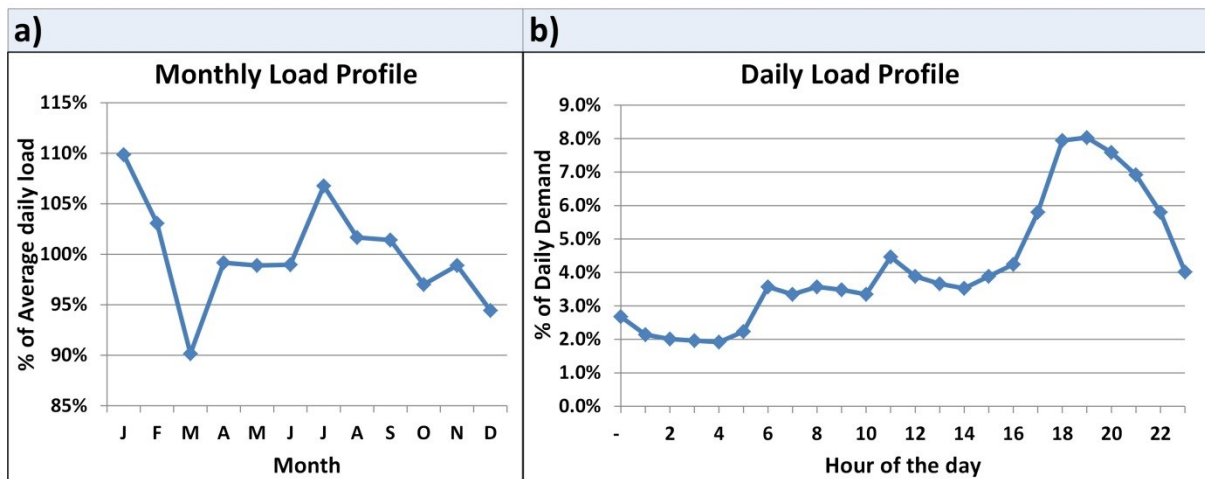 a)
Monthly Load Profile
% of Average daily load
115%
110%
105%
100%
95%
90%
85%
J F M A M J J A S O N D
Month
b)
Daily Load Profile
% of Daily Demand
9.0%
8.0%
7.0%
6.0%
5.0%
4.0%
3.0%
2.0%
1.0%
0.0%
- 2 4 6 8 10 12 14 16 18 20 22
Hour of the day